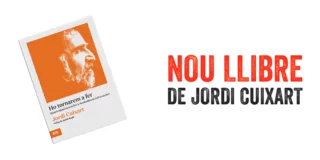 Ho tornarem a fer
Jordi Cuixart
NOU LLIBRE
DE JORDI CUIXART